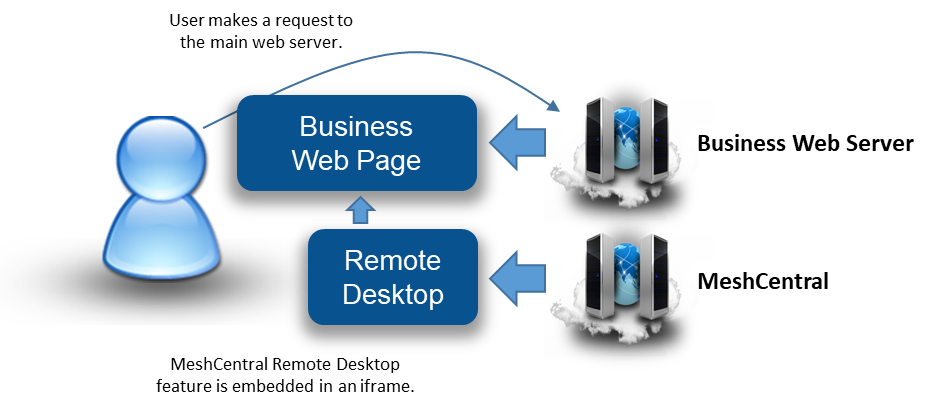 User makes a request to
the main web server.
Business
Web Page
Business Web Server
Remote
Desktop
MeshCentral
MeshCentral Remote Desktop
feature is embedded in an iframe.